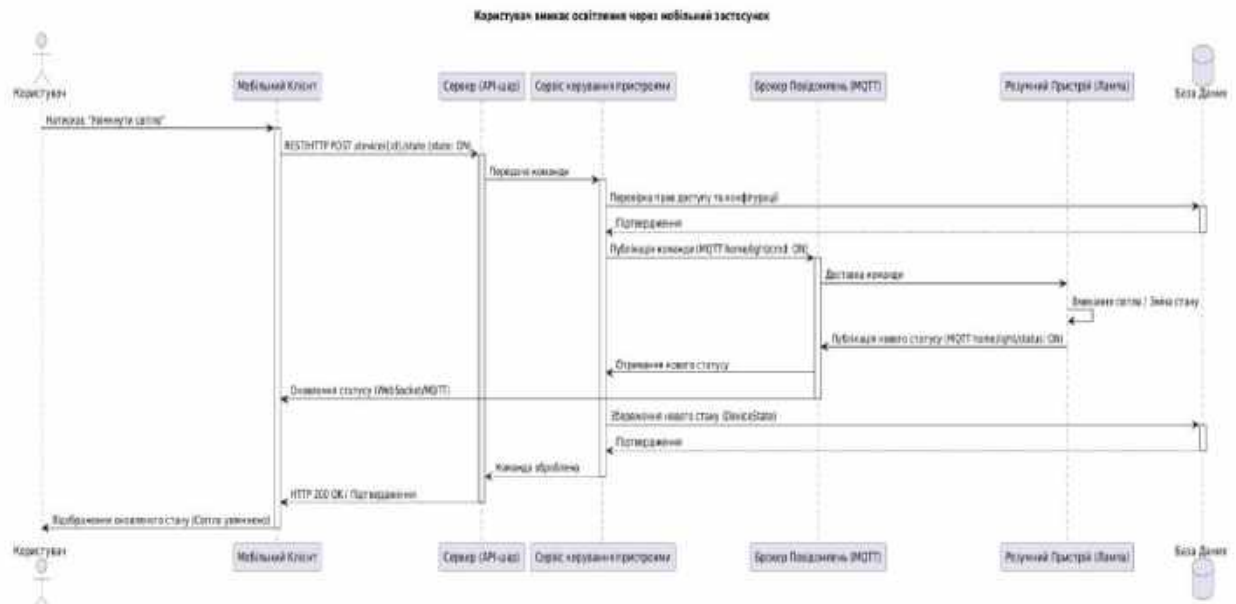 Користувач вмикає освітлення через мобільний застосунок
Користувач
Мобільний Клієнт
Сервер (API-шар)
Сервіс керування пристроями
Брокер Повідомлень (MQTT)
Розумний Пристрій (Лампа)
База Даних
Натискає "Увімкнути світло"
REST/HTTP POST /device/{id}/state (state: ON)
Передача команди
Перевірка прав доступу та конфігурації
Підтвердження
Публікація команди (MQTT home/light/cmd: ON)
Доставка команди
Вмикання світла / Зміна стану
Публікація нового статусу (MQTT home/light/status: ON)
Отримання нового статусу
Оновлення статусу (WebSocket/MQTT)
Збереження нового стану (DeviceState)
Підтвердження
Команда оброблена
HTTP 200 OK / Підтвердження
Відображення оновленого стану (Світло увімкнено)
Користувач
Мобільний Клієнт
Сервер (API-шар)
Сервіс керування пристроями
Брокер Повідомлень (MQTT)
Розумний Пристрій (Лампа)
База Даних